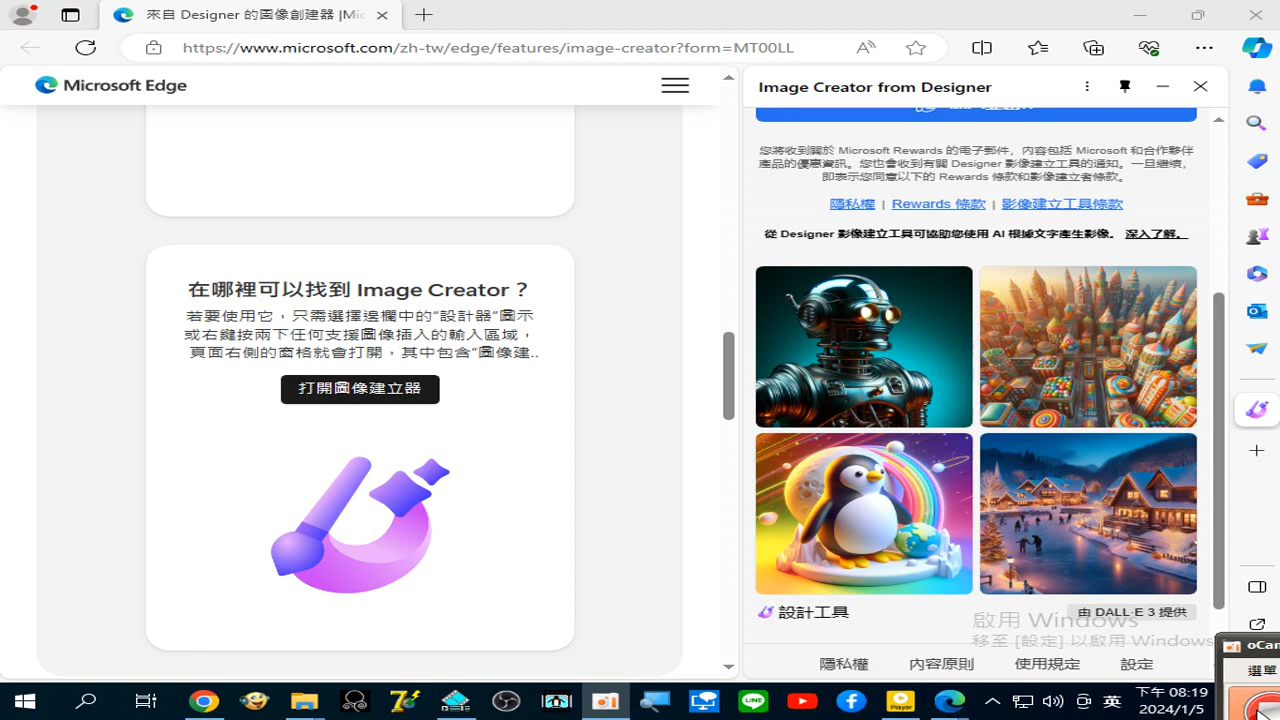 來自 Designer 的圖像創建器 |Mic
https://www.microsoft.com/zh-tw/edge/features/image-creator?form=MT00LL
Microsoft Edge
在哪裡可以找到 Image Creator？
若要使用它，只需選擇邊欄中的“設計器”圖示
或右鍵按兩下任何支援圖像插入的輸入區域，
頁面右側的窗格就會打開，其中包含“圖像建..
打開圖像建立器
Image Creator from Designer
您將收到關於 Microsoft Rewards 的電子郵件，內容包括 Microsoft 和合作夥伴
產品的優惠資訊。您也會收到有關 Designer 影像建立工具的通知。一旦繼續，
即表示您同意以下的 Rewards 條款和影像建立者條款。
隱私權 | Rewards 條款 | 影像建立工具條款
從 Designer 影像建立工具可協助您使用 AI 根據文字產生影像。 深入了解。
設計工具
由 DALL·E 3 提供
啟用 Windows
移至 [設定] 以啟用 Windows
隱私權 內容原則 使用規定 設定
oCam
選單
Player
LINE
英
下午 08:19
2024/1/5